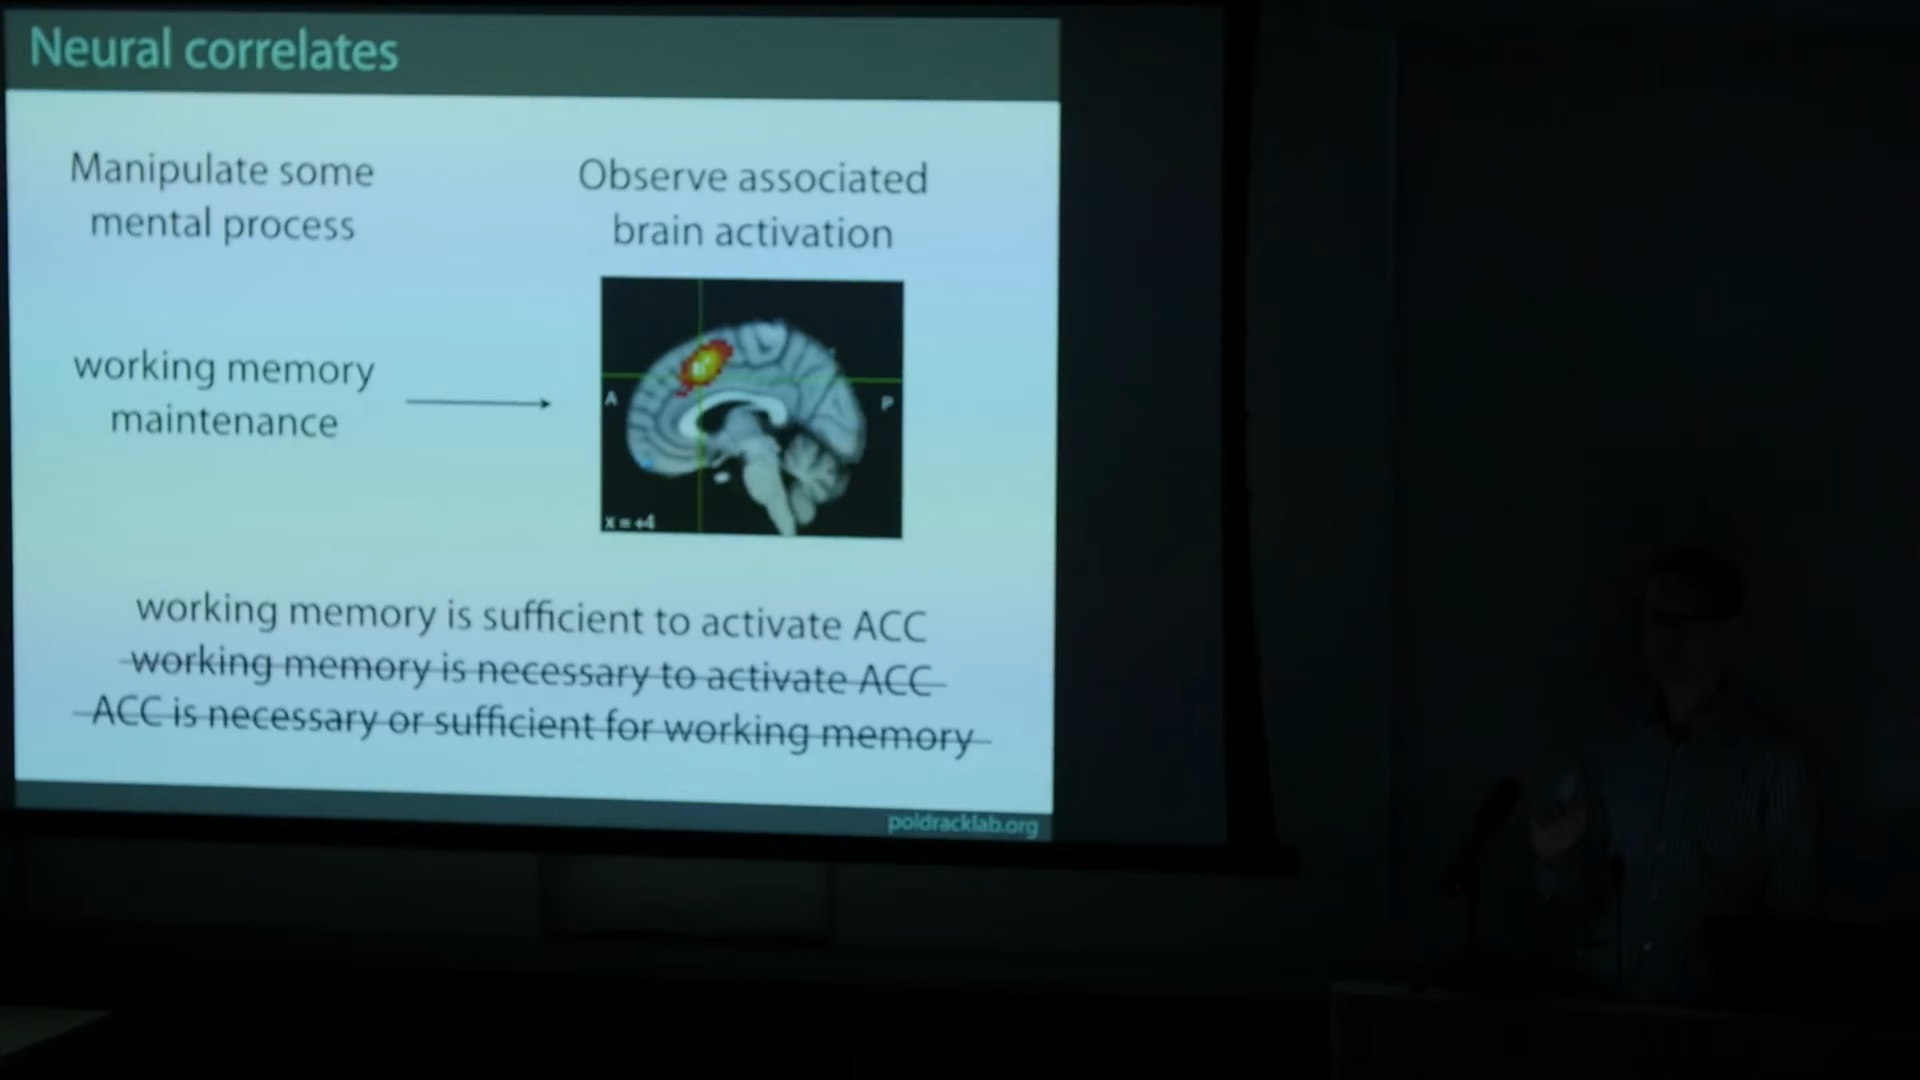 Neural correlates
Manipulate some
mental process
Observe associated
brain activation
working memory
maintenance
A
P
x = +4
working memory is sufficient to activate ACC
working memory is necessary to activate ACC
ACC is necessary or sufficient for working memory
poldracklab.org